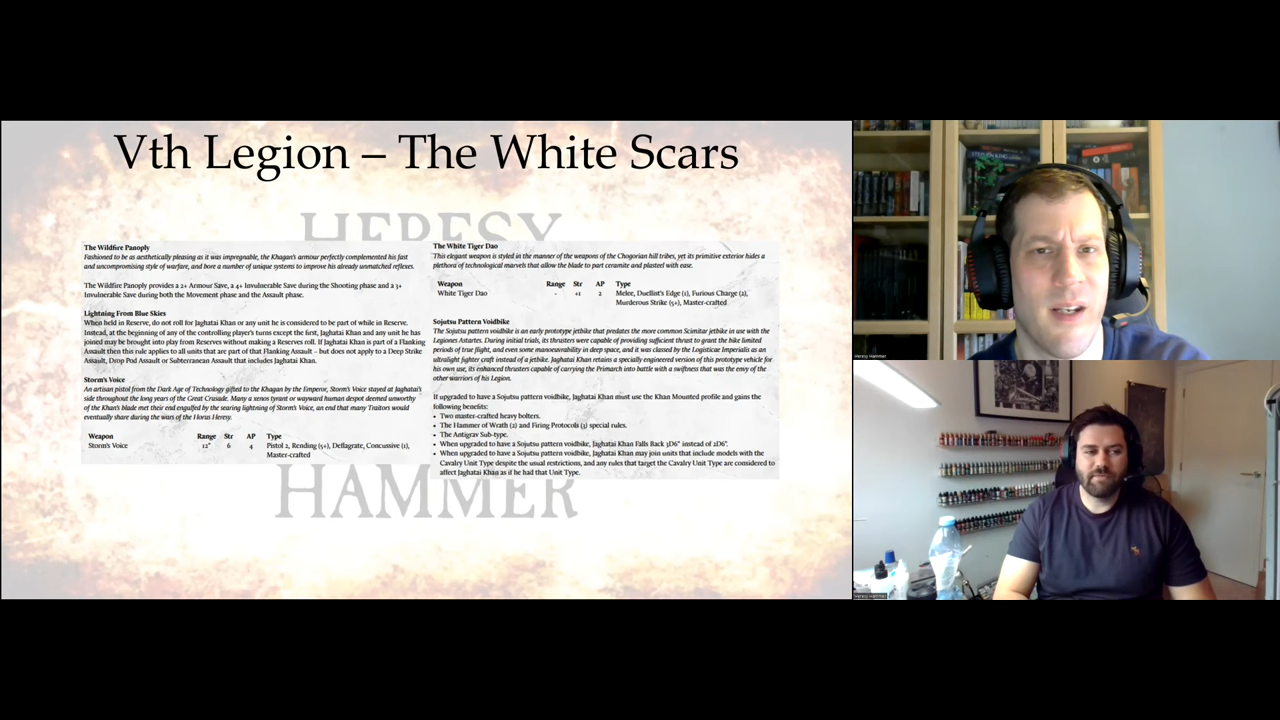 Vth Legion – The White Scars
HERESY
HAMMER
The Wildfire Panoply
Fashioned to be as aesthetically pleasing as it was impregnable, the Khagan's armour perfectly complemented his fast
and uncompromising style of warfare, and bore a number of unique systems to improve his already unmatched reflexes.
The Wildfire Panoply provides a 2+ Armour Save, a 4+ Invulnerable Save during the Shooting phase and a 3+
Invulnerable Save during both the Movement phase and the Assault phase.
Lightning From Blue Skies
When held in Reserve, do not roll for Jaghatai Khan or any unit he is considered to be part of while in Reserve.
Instead, at the beginning of any of the controlling player's turns except the first, Jaghatai Khan and any unit he has
joined may be brought into play from Reserves without making a Reserves roll. If Jaghatai Khan is part of a Flanking
Assault then this rule applies to all units that are part of that Flanking Assault – but does not apply to a Deep Strike
Assault, Drop Pod Assault or Subterranean Assault that includes Jaghatai Khan.
Storm's Voice
An artisan pistol from the Dark Age of Technology gifted to the Khagan by the Emperor, Storm's Voice stayed at Jaghatai's
side throughout the long years of the Great Crusade. Many a xenos tyrant or wayward human despot deemed unworthy
of the Khan's blade met their end engulfed by the searing lightning of Storm's Voice, an end that many Traitors would
eventually share during the wars of the Horus Heresy.
Weapon Range Str AP Type
Storm's Voice 12" 6 4 Pistol 2, Rending (5+), Deflagrate, Concussive (1),
Master-crafted
The White Tiger Dao
This elegant weapon is styled in the manner of the weapons of the Chogorian hill tribes, yet its primitive exterior hides a
plethora of technological marvels that allow the blade to part ceramite and plasteel with ease.
Weapon Range Str AP Type
White Tiger Dao - +1 2 Melee, Duellist's Edge (1), Furious Charge (2),
Murderous Strike (5+), Master-crafted
Sojutsu Pattern Voidbike
The Sojutsu pattern voidbike is an early prototype jetbike that predates the more common Scimitar jetbike in use with the
Legiones Astartes. During initial trials, its thrusters were capable of providing sufficient thrust to grant the bike limited
periods of true flight, and even some manoeuvrability in deep space, and it was classed by the Logisticae Imperialis as an
ultralight fighter craft instead of a jetbike. Jaghatai Khan retains a specially engineered version of this prototype vehicle for
his own use, its enhanced thrusters capable of carrying the Primarch into battle with a swiftness that was the envy of the
other warriors of his Legion.
If upgraded to have a Sojutsu pattern voidbike, Jaghatai Khan must use the Khan Mounted profile and gains the
following benefits:
• Two master-crafted heavy bolters.
• The Hammer of Wrath (2) and Firing Protocols (3) special rules.
• The Antigrav Sub-type.
• When upgraded to have a Sojutsu pattern voidbike, Jaghatai Khan Falls Back 3D6" instead of 2D6".
• When upgraded to have a Sojutsu pattern voidbike, Jaghatai Khan may join units that include models with the
Cavalry Unit Type despite the usual restrictions, and any rules that target the Cavalry Unit Type are considered to
affect Jaghatai Khan as if he had that Unit Type.
Henny Hammer
Henny Hammer